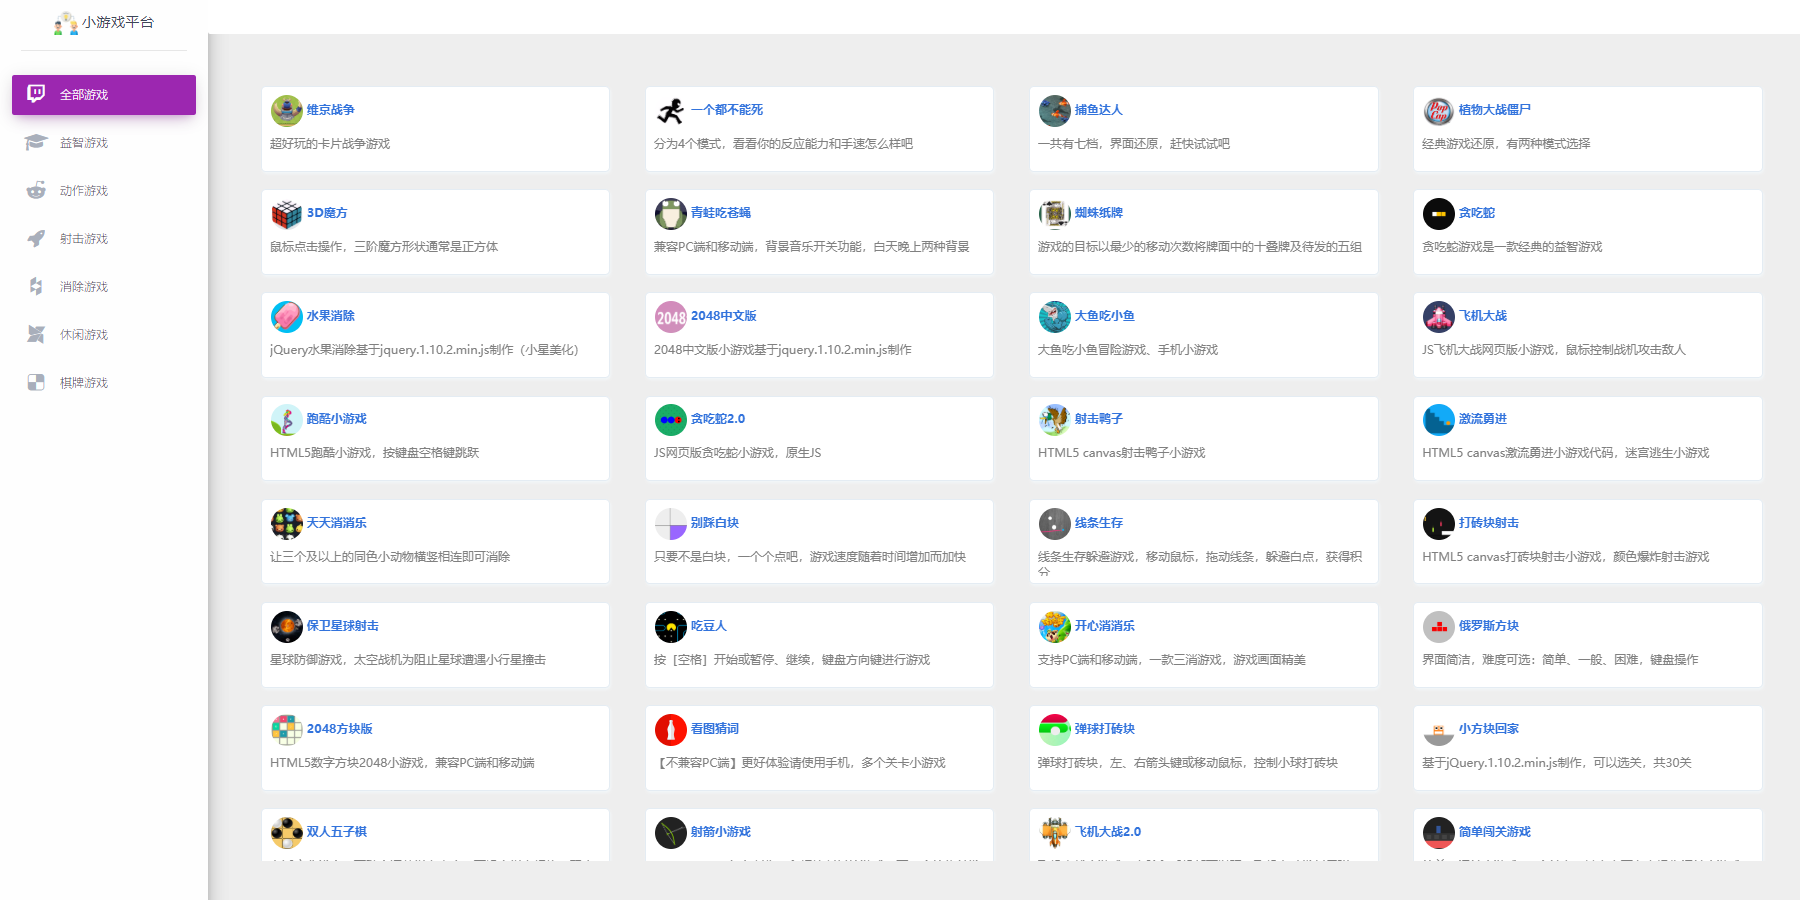 小游戏平台
全部游戏
益智游戏
动作游戏
射击游戏
消除游戏
休闲游戏
棋牌游戏
维京战争
超好玩的卡片战争游戏
一个都不能死
分为4个模式，看看你的反应能力和手速怎么样吧
捕鱼达人
一共有七档，界面还原，赶快试试吧
植物大战僵尸
经典游戏还原，有两种模式选择
3D魔方
鼠标点击操作，三阶魔方形状通常是正方体
青蛙吃苍蝇
兼容PC端和移动端，背景音乐开关功能，白天晚上两种背景
蜘蛛纸牌
游戏的目标以最少的移动次数将牌面中的十叠牌及待发的五组
贪吃蛇
贪吃蛇游戏是一款经典的益智游戏
水果消除
jQuery水果消除基于jquery.1.10.2.min.js制作（小星美化）
2048
2048中文版
2048中文版小游戏基于jquery.1.10.2.min.js制作
大鱼吃小鱼
大鱼吃小鱼冒险游戏、手机小游戏
飞机大战
JS飞机大战网页版小游戏，鼠标控制战机攻击敌人
跑酷小游戏
HTML5跑酷小游戏，按键盘空格键跳跃
贪吃蛇2.0
JS网页版贪吃蛇小游戏，原生JS
射击鸭子
HTML5 canvas射击鸭子小游戏
激流勇进
HTML5 canvas激流勇进小游戏代码，迷宫逃生小游戏
天天消消乐
让三个及以上的同色小动物横竖相连即可消除
别踩白块
只要不是白块，一个个点吧，游戏速度随着时间增加而加快
线条生存
线条生存躲避游戏，移动鼠标，拖动线条，躲避白点，获得积
分
打砖块射击
HTML5 canvas打砖块射击小游戏，颜色爆炸射击游戏
保卫星球射击
星球防御游戏，太空战机为阻止星球遭遇小行星撞击
吃豆人
按［空格］开始或暂停、继续，键盘方向键进行游戏
开心消消乐
支持PC端和移动端，一款三消游戏，游戏画面精美
俄罗斯方块
界面简洁，难度可选：简单、一般、困难，键盘操作
2048方块版
HTML5数字方块2048小游戏，兼容PC端和移动端
看图猜词
【不兼容PC端】更好体验请使用手机，多个关卡小游戏
弹球打砖块
弹球打砖块，左、右箭头键或移动鼠标，控制小球打砖块
小方块回家
基于jQuery.1.10.2.min.js制作，可以选关，共30关
双人五子棋
射箭小游戏
飞机大战2.0
简单闯关游戏